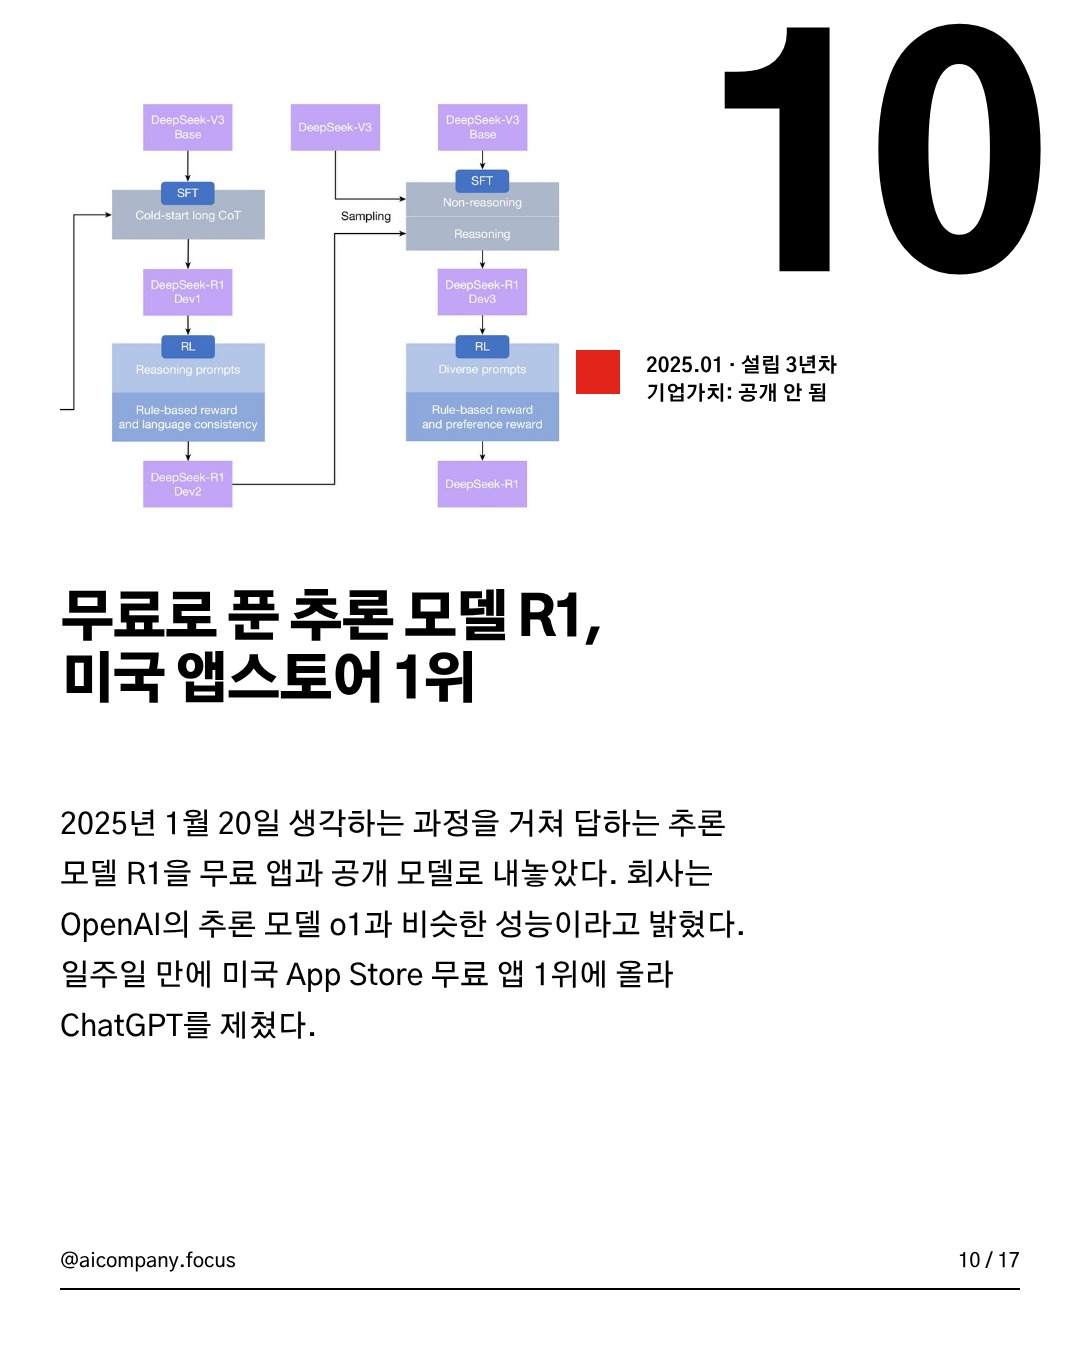 10
DeepSeek-V3
Base
SFT
Cold-start long CoT
DeepSeek-R1
Dev1
RL
Reasoning prompts
Rule-based reward
and language consistency
DeepSeek-R1
Dev2
DeepSeek-V3
Sampling
DeepSeek-V3
Base
SFT
Non-reasoning
Reasoning
DeepSeek-R1
Dev3
RL
Diverse prompts
Rule-based reward
and preference reward
DeepSeek-R1
2025.01 · 설립 3년차
기업가치: 공개 안 됨
무료로 푼 추론 모델 R1,
미국 앱스토어 1위
2025년 1월 20일 생각하는 과정을 거쳐 답하는 추론
모델 R1을 무료 앱과 공개 모델로 내놓았다. 회사는
OpenAI의 추론 모델 o1과 비슷한 성능이라고 밝혔다.
일주일 만에 미국 App Store 무료 앱 1위에 올라
ChatGPT를 제쳤다.
@aicompany.focus
10 / 17